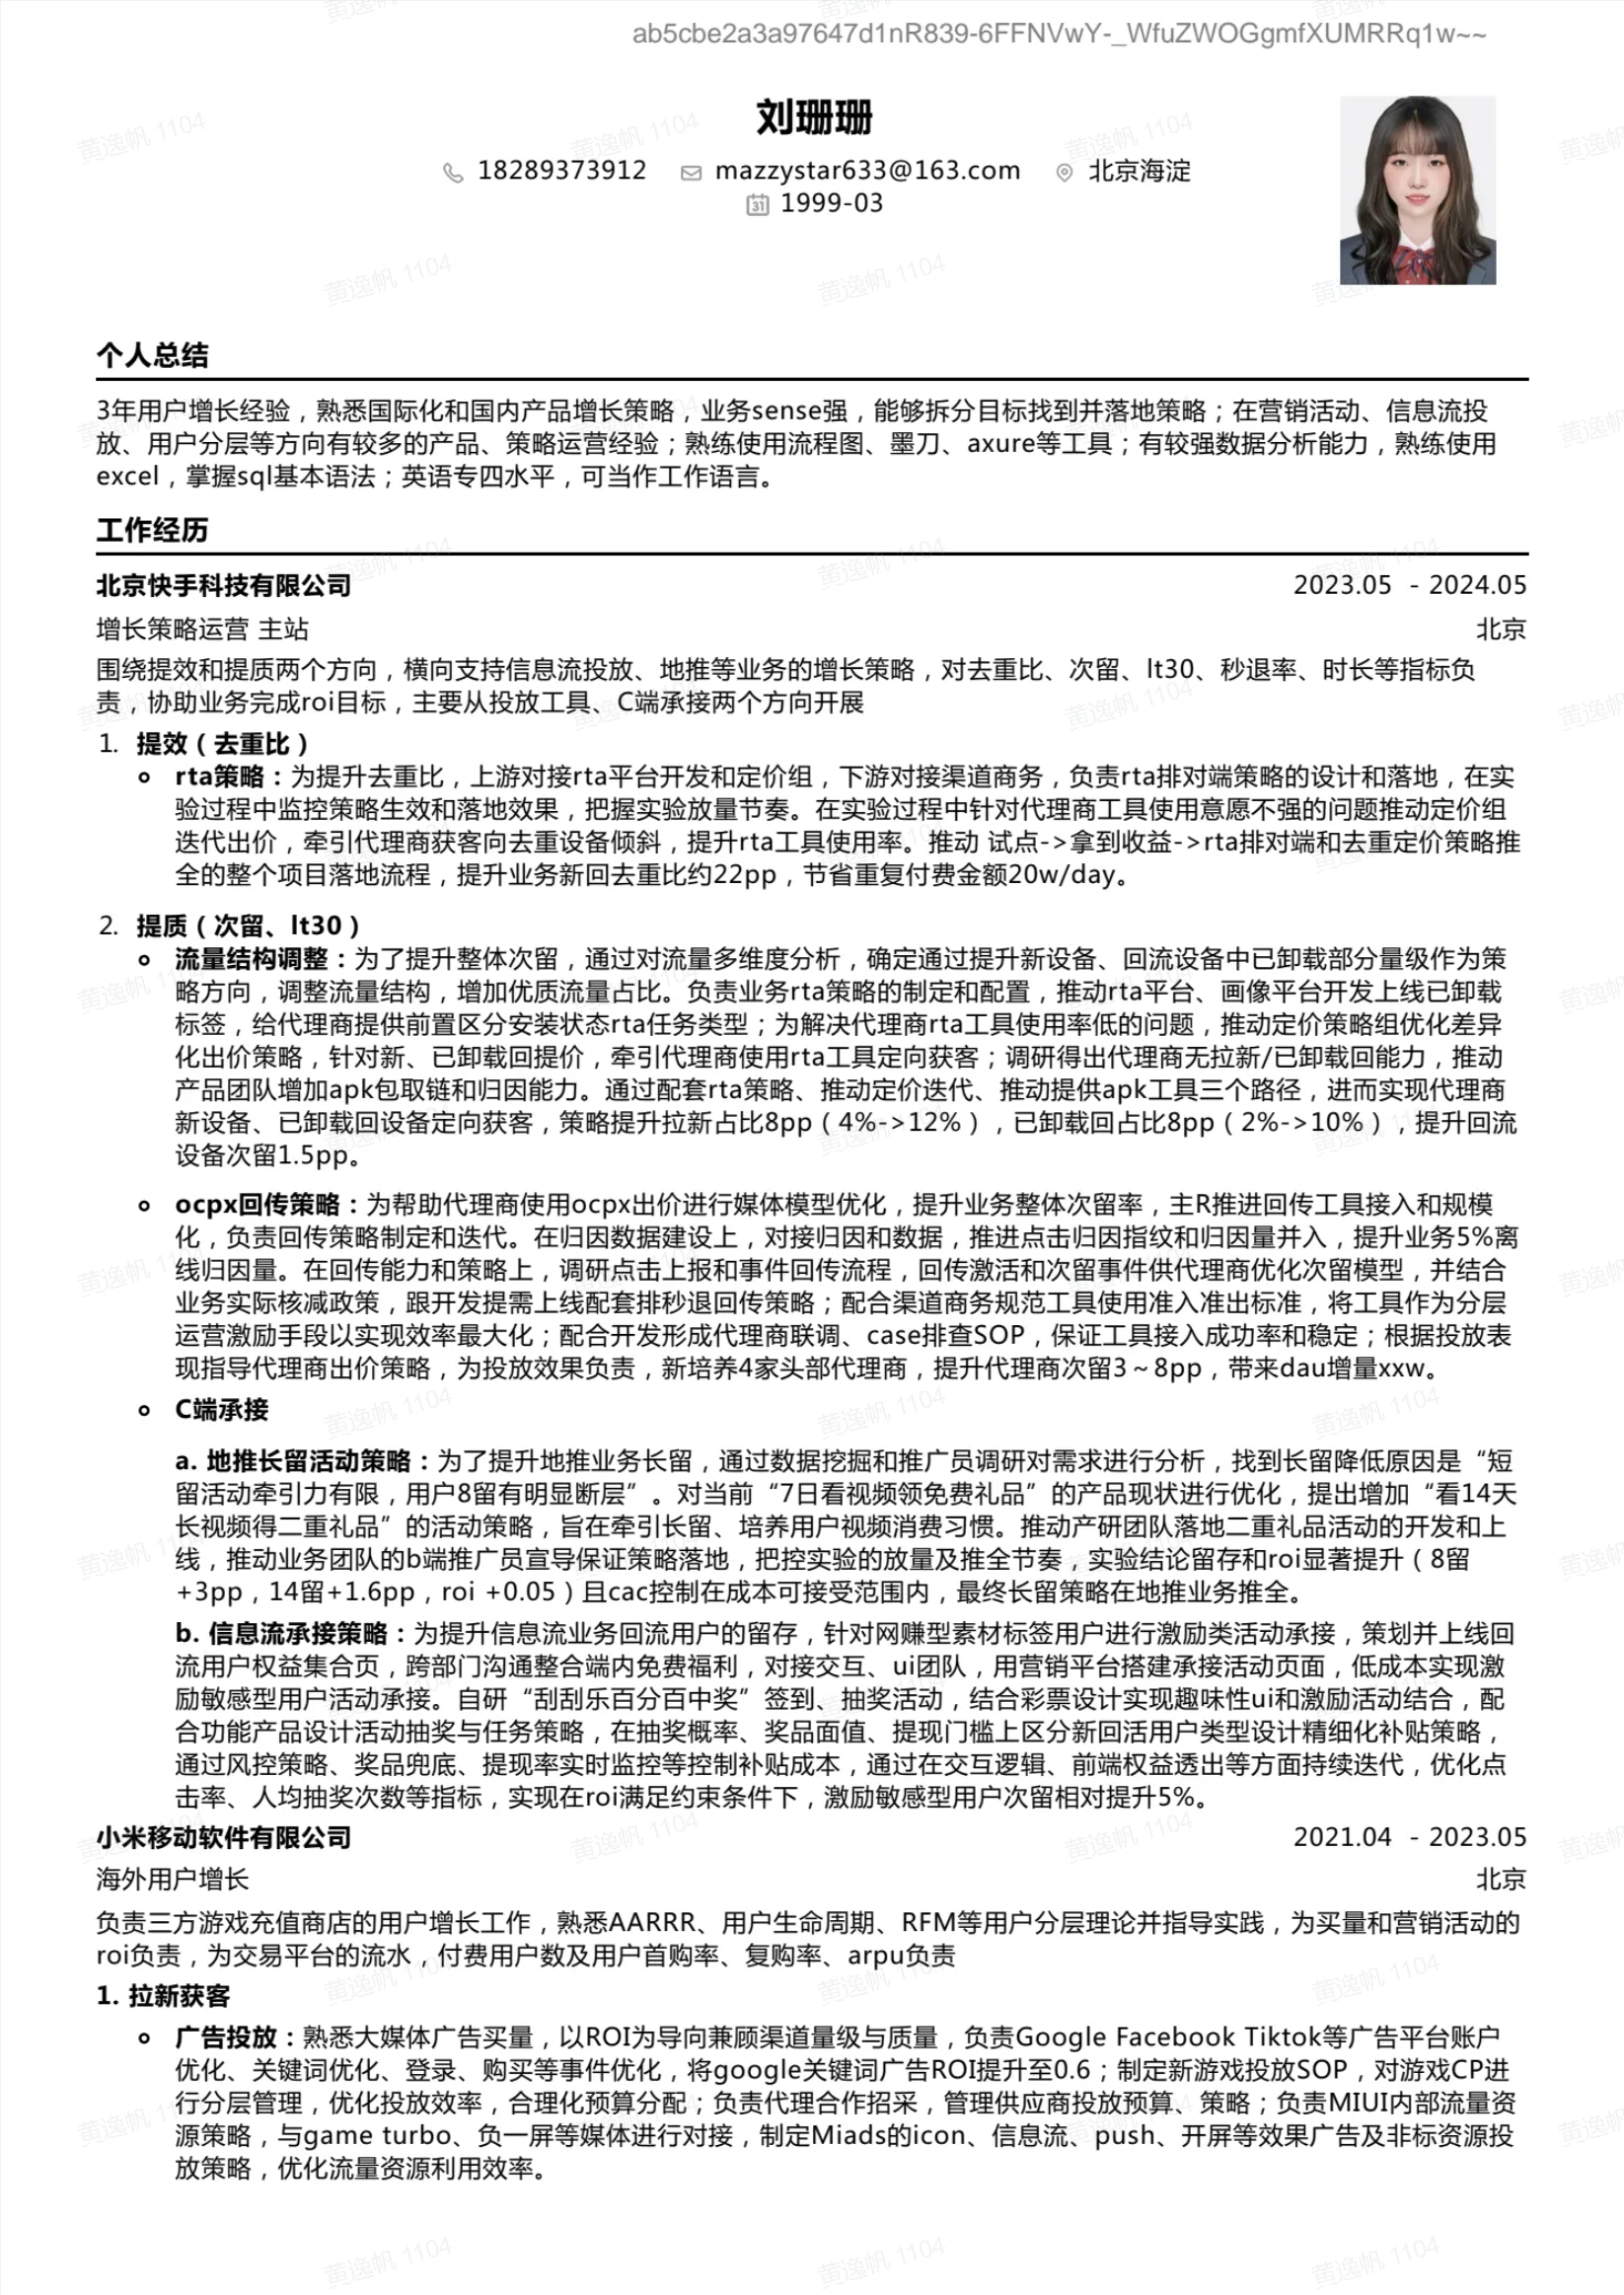 ab5cbe2a3a97647d1nR839-6FFNVwY-_WfuZWOGgmfXUMRRq1w~~
刘珊珊
18289373912 mazzystar633@163.com 北京海淀
1999-03
个人总结
3年用户增长经验，熟悉国际化和国内产品增长策略，业务sense强，能够拆分目标找到并落地策略；在营销活动、信息流投
放、用户分层等方向有较多的产品、策略运营经验；熟练使用流程图、墨刀、axure等工具；有较强数据分析能力，熟练使用
excel，掌握sql基本语法；英语专四水平，可当作工作语言。
工作经历
北京快手科技有限公司 2023.05 - 2024.05
增长策略运营 主站 北京
围绕提效和提质两个方向，横向支持信息流投放、地推等业务的增长策略，对去重比、次留、lt30、秒退率、时长等指标负
责，协助业务完成roi目标，主要从投放工具、C端承接两个方向开展
1. 提效（去重比）
rta策略：为提升去重比，上游对接rta平台开发和定价组，下游对接渠道商务，负责rta排对端策略的设计和落地，在实
验过程中监控策略生效和落地效果，把握实验放量节奏。在实验过程中针对代理商工具使用意愿不强的问题推动定价组
迭代出价，牵引代理商获客向去重设备倾斜，提升rta工具使用率。推动 试点->拿到收益->rta排对端和去重定价策略推
全的整个项目落地流程，提升业务新回去重比约22pp，节省重复付费金额20w/day。
2. 提质（次留、lt30）
流量结构调整：为了提升整体次留，通过对流量多维度分析，确定通过提升新设备、回流设备中已卸载部分量级作为策
略方向，调整流量结构，增加优质流量占比。负责业务rta策略的制定和配置，推动rta平台、画像平台开发上线已卸载
标签，给代理商提供前置区分安装状态rta任务类型；为解决代理商rta工具使用率低的问题，推动定价策略组优化差异
化出价策略，针对新、已卸载回提价，牵引代理商使用rta工具定向获客；调研得出代理商无拉新/已卸载回能力，推动
产品团队增加apk包取链和归因能力。通过配套rta策略、推动定价迭代、推动提供apk工具三个路径，进而实现代理商
新设备、已卸载回设备定向获客，策略提升拉新占比8pp（4%->12%），已卸载回占比8pp（2%->10%），提升回流
设备次留1.5pp。
ocpx回传策略：为帮助代理商使用ocpx出价进行媒体模型优化，提升业务整体次留率，主R推进回传工具接入和规模
化，负责回传策略制定和迭代。在归因数据建设上，对接归因和数据，推进点击归因指纹和归因量并入，提升业务5%离
线归因量。在回传能力和策略上，调研点击上报和事件回传流程，回传激活和次留事件供代理商优化次留模型，并结合
业务实际核减政策，跟开发提需上线配套排秒退回传策略；配合渠道商务规范工具使用准入准出标准，将工具作为分层
运营激励手段以实现效率最大化；配合开发形成代理商联调、case排查SOP，保证工具接入成功率和稳定；根据投放表
现指导代理商出价策略，为投放效果负责，新培养4家头部代理商，提升代理商次留3～8pp，带来dau增量xxw。
C端承接
a. 地推长留活动策略：为了提升地推业务长留，通过数据挖掘和推广员调研对需求进行分析，找到长留降低原因是“短
留活动牵引力有限，用户8留有明显断层”。对当前“7日看视频领免费礼品”的产品现状进行优化，提出增加“看14天
长视频得二重礼品”的活动策略，旨在牵引长留、培养用户视频消费习惯。推动产研团队落地二重礼品活动的开发和上
线，推动业务团队的b端推广员宣导保证策略落地，把控实验的放量及推全节奏，实验结论留存和roi显著提升（8留
+3pp，14留+1.6pp，roi +0.05）且cac控制在成本可接受范围内，最终长留策略在地推业务推全。
b. 信息流承接策略：为提升信息流业务回流用户的留存，针对网赚型素材标签用户进行激励类活动承接，策划并上线回
流用户权益集合页，跨部门沟通整合端内免费福利，对接交互、ui团队，用营销平台搭建承接活动页面，低成本实现激
励敏感型用户活动承接。自研“刮刮乐百分百中奖”签到、抽奖活动，结合彩票设计实现趣味性ui和激励活动结合，配
合功能产品设计活动抽奖与任务策略，在抽奖概率、奖品面值、提现门槛上区分新回活用户类型设计精细化补贴策略，
通过风控策略、奖品兜底、提现率实时监控等控制补贴成本，通过在交互逻辑、前端权益透出等方面持续迭代，优化点
击率、人均抽奖次数等指标，实现在roi满足约束条件下，激励敏感型用户次留相对提升5%。
小米移动软件有限公司 2021.04 - 2023.05
海外用户增长 北京
负责三方游戏充值商店的用户增长工作，熟悉AARRR、用户生命周期、RFM等用户分层理论并指导实践，为买量和营销活动的
roi负责，为交易平台的流水，付费用户数及用户首购率、复购率、arpu负责
1. 拉新获客
广告投放：熟悉大媒体广告买量，以ROI为导向兼顾渠道量级与质量，负责Google Facebook Tiktok等广告平台账户
优化、关键词优化、登录、购买等事件优化，将google关键词广告ROI提升至0.6；制定新游戏投放SOP，对游戏CP进
行分层管理，优化投放效率，合理化预算分配；负责代理合作招采，管理供应商投放预算、策略；负责MIUI内部流量资
源策略，与game turbo、负一屏等媒体进行对接，制定Miads的icon、信息流、push、开屏等效果广告及非标资源投
放策略，优化流量资源利用效率。
黄逸帆 1104